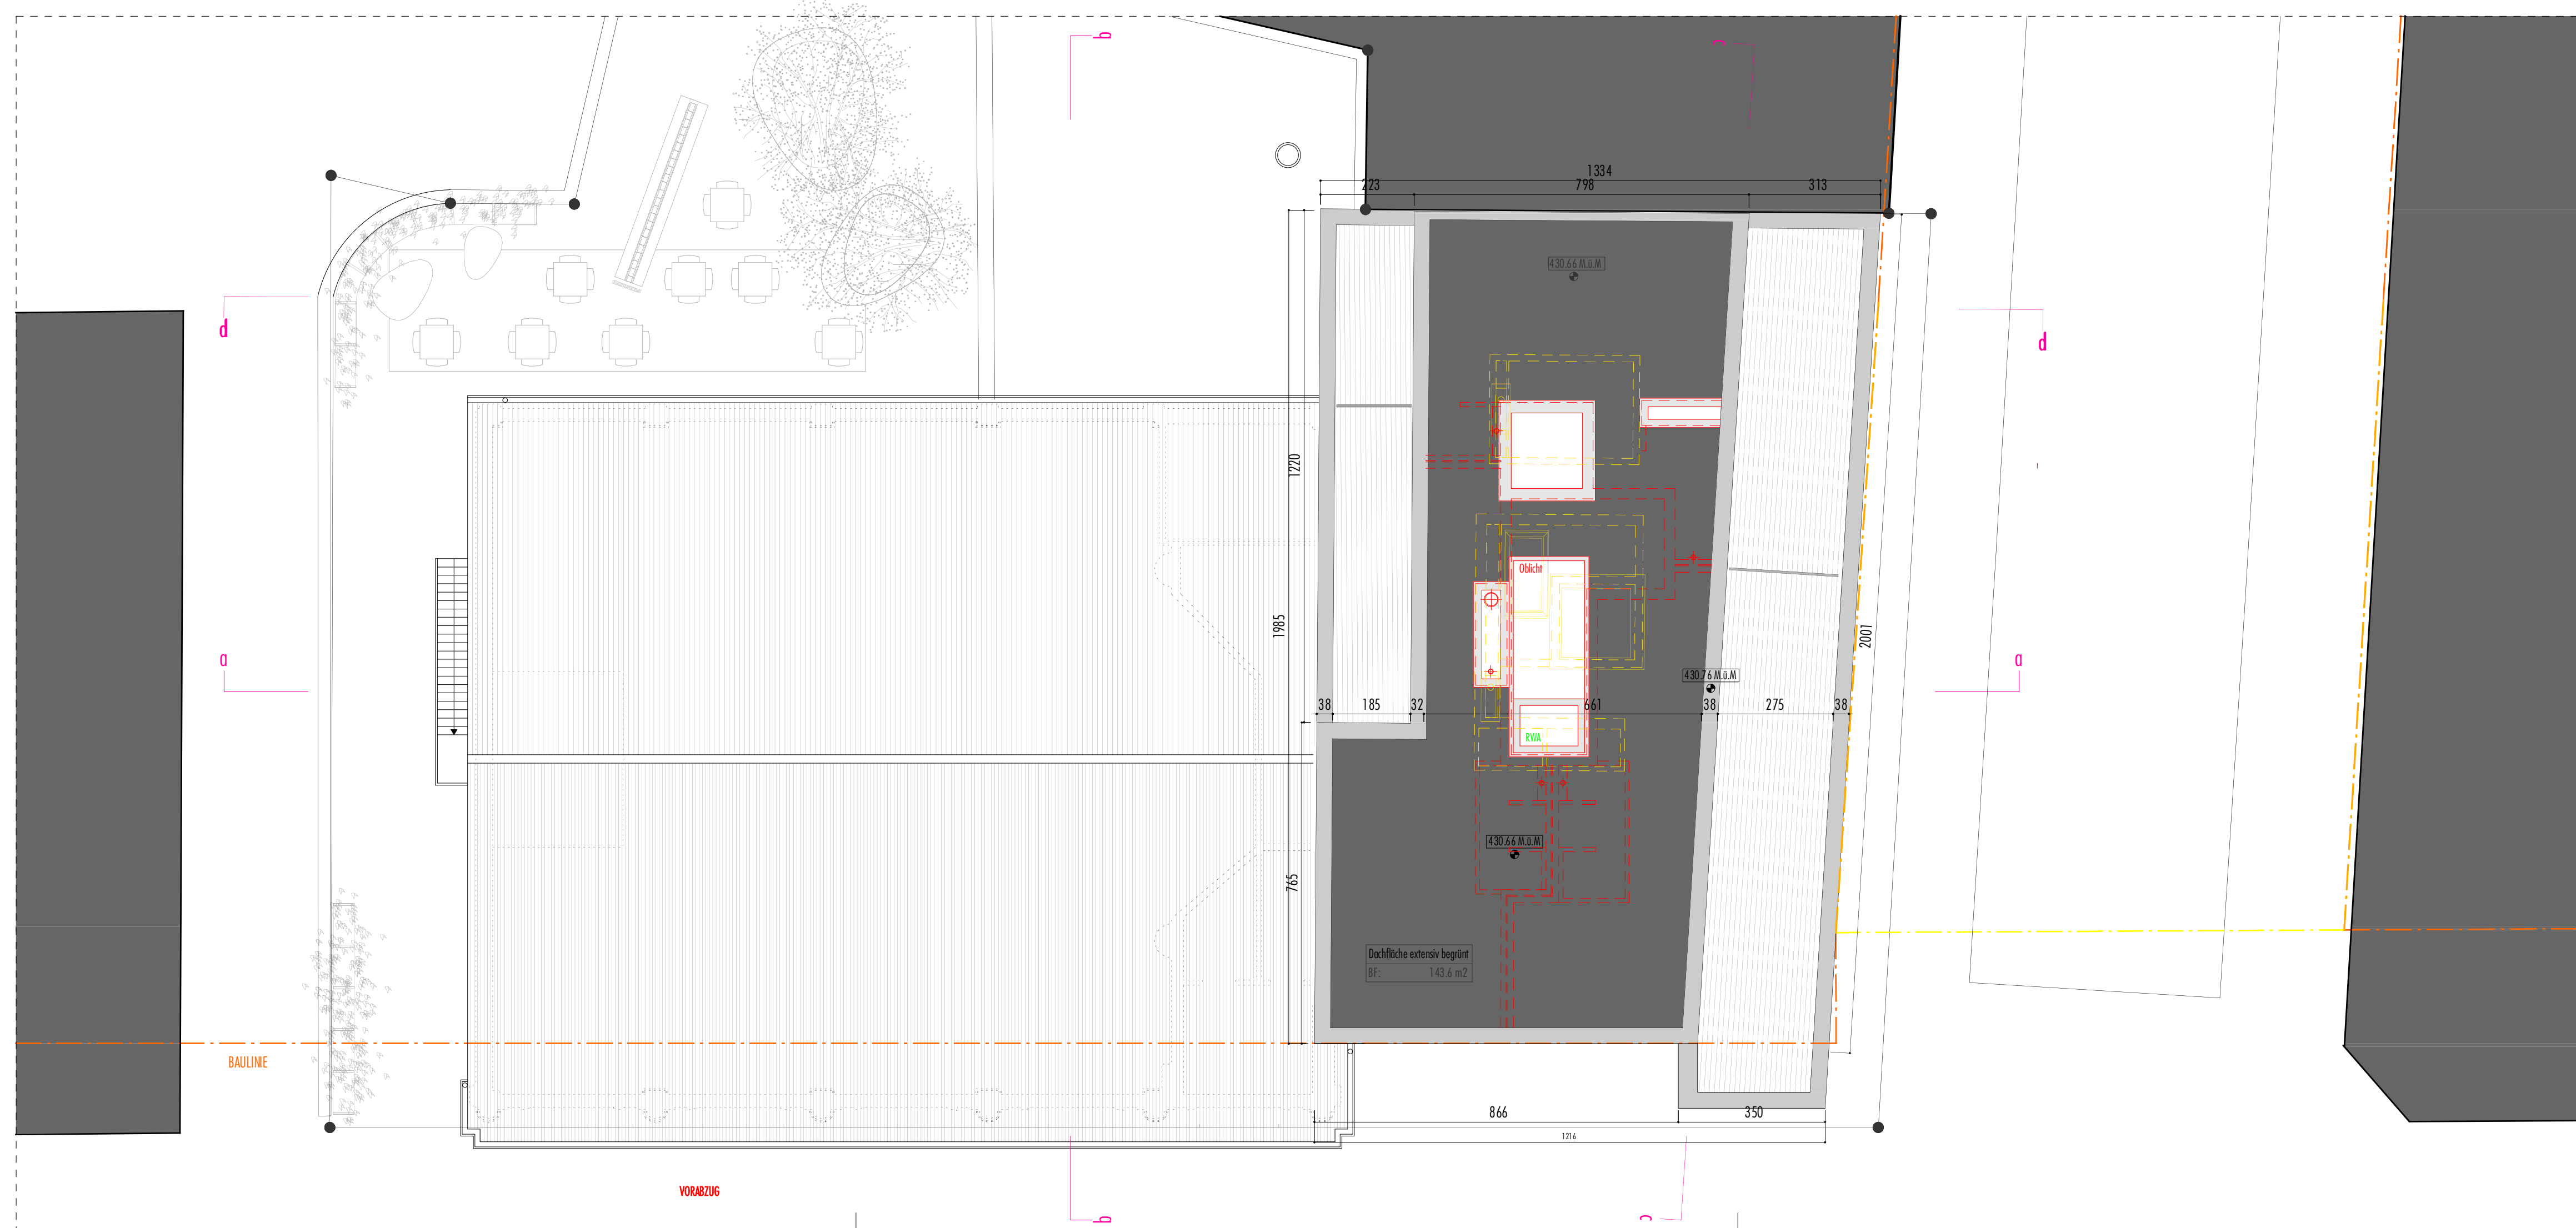 b
c
1334
223 798 313
430.66 M.ü.M
d
d
1220
Oblicht
1985
2001
a
a
430.76 M.ü.M
38 185 32 661 38 275 38
RWA
430.66 M.ü.M
765
Dachfläche extensiv begrünt
BF: 143.6 m2
BAULINIE
866 350
1216
VORABZUG
b
c